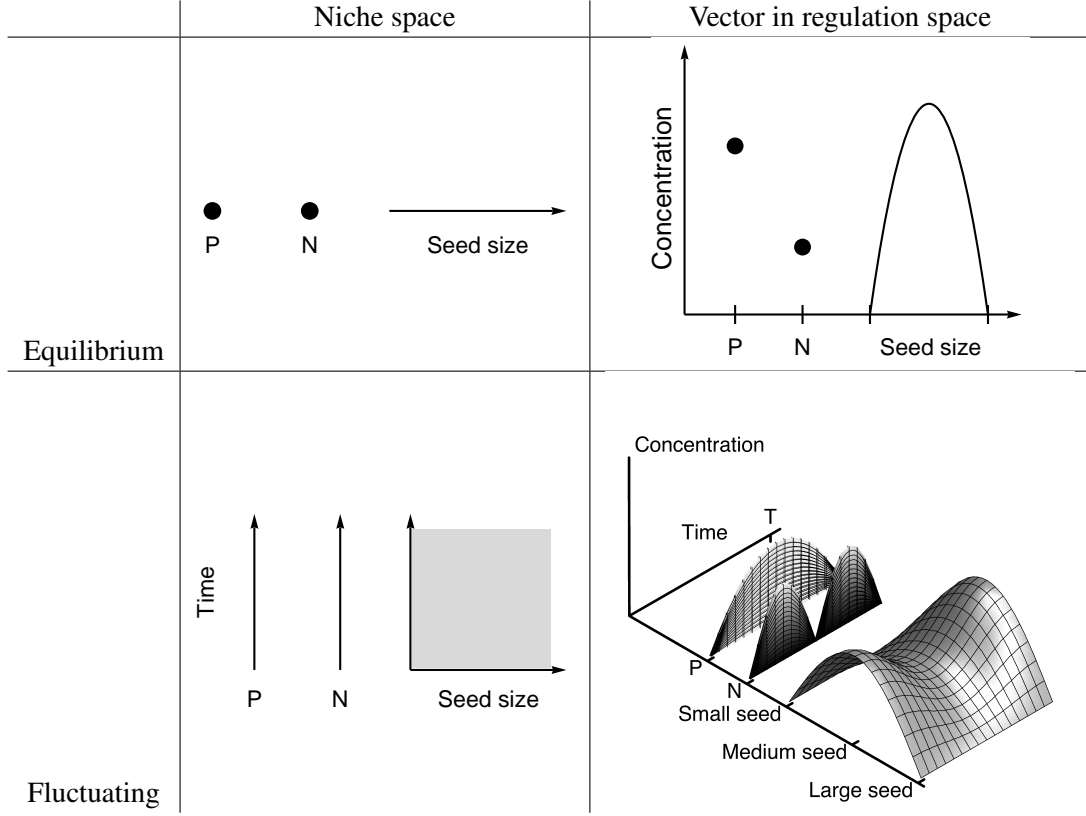 Niche space
Vector in regulation space
Equilibrium
P
N
Seed size
Concentration
P
N
Seed size
Fluctuating
Time
P
N
Seed size
Concentration
Time
T
P
N
Small seed
Medium seed
Large seed